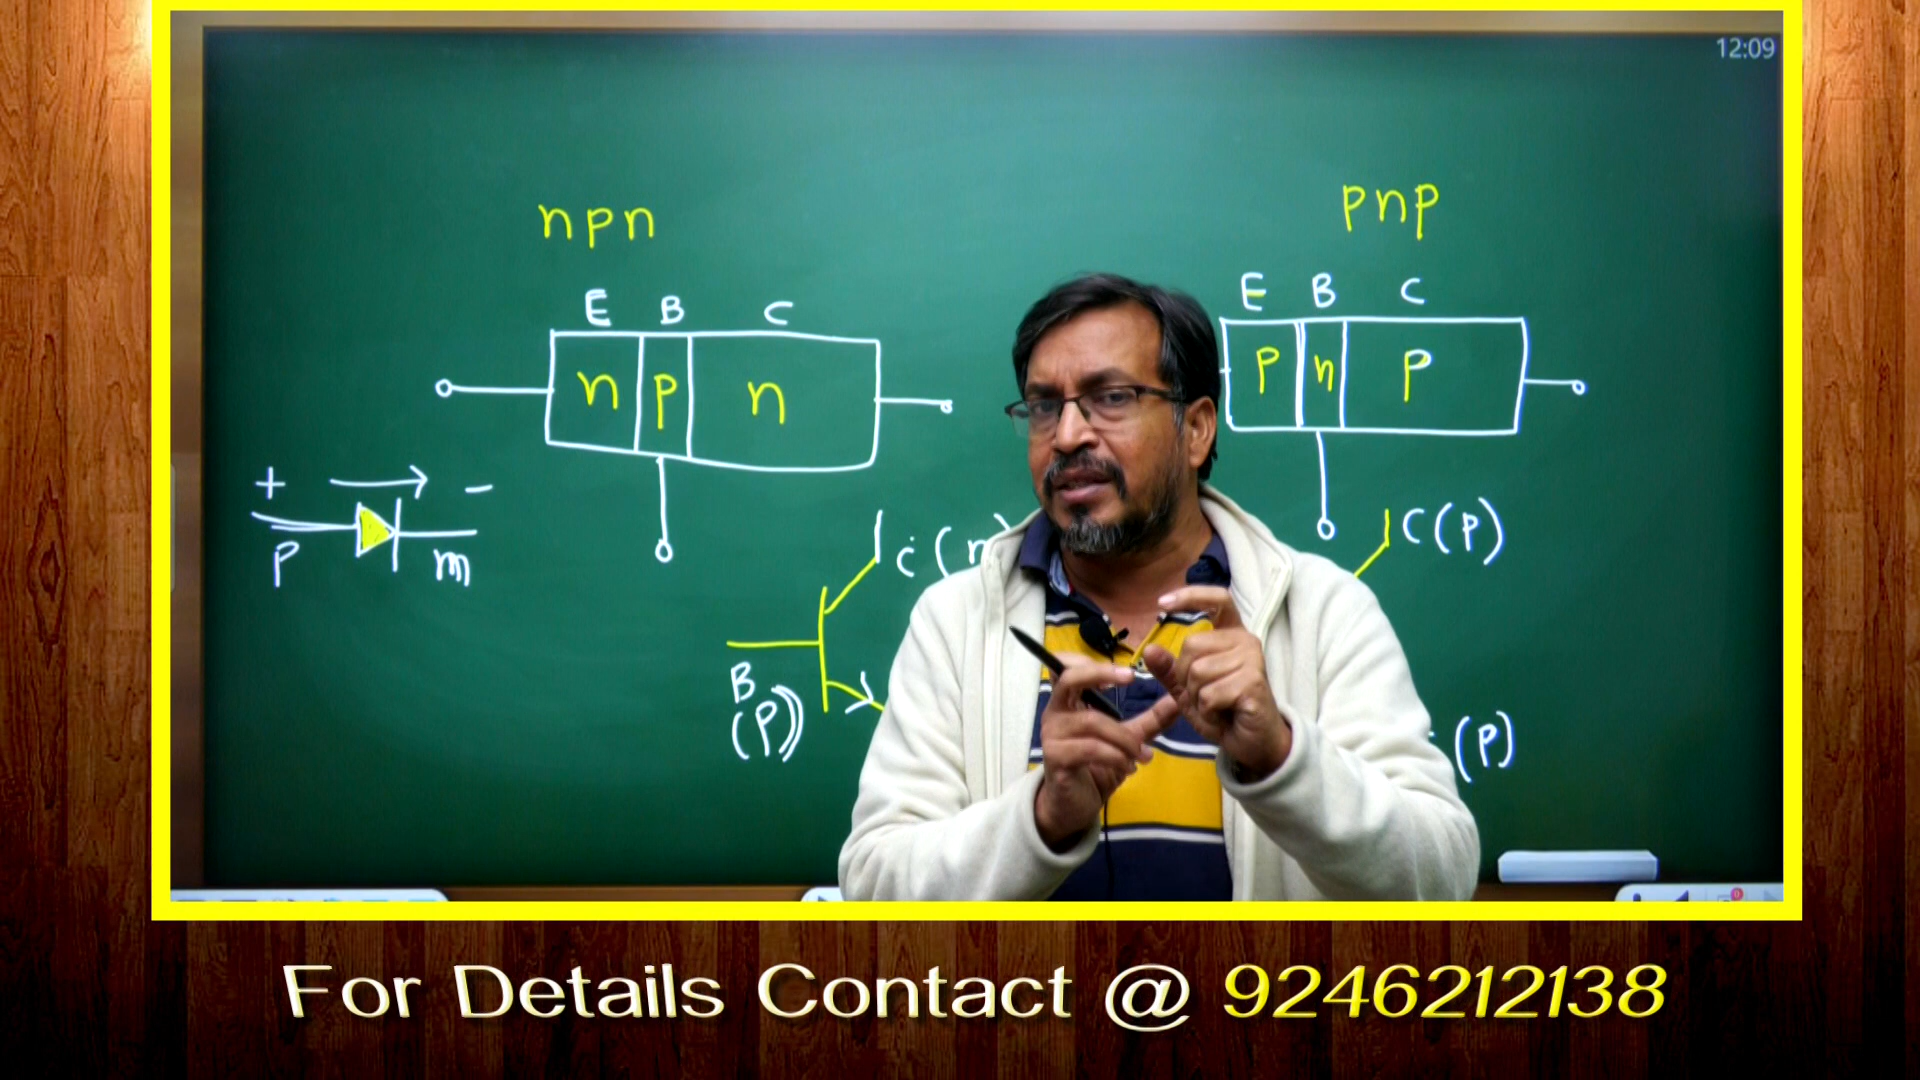 12:09
npn
pnp
E B C
E B C
n p n
p n p
+ -
p
n
C (n)
C (P)
B
(P)
(P)
For Details Contact @ 9246212138